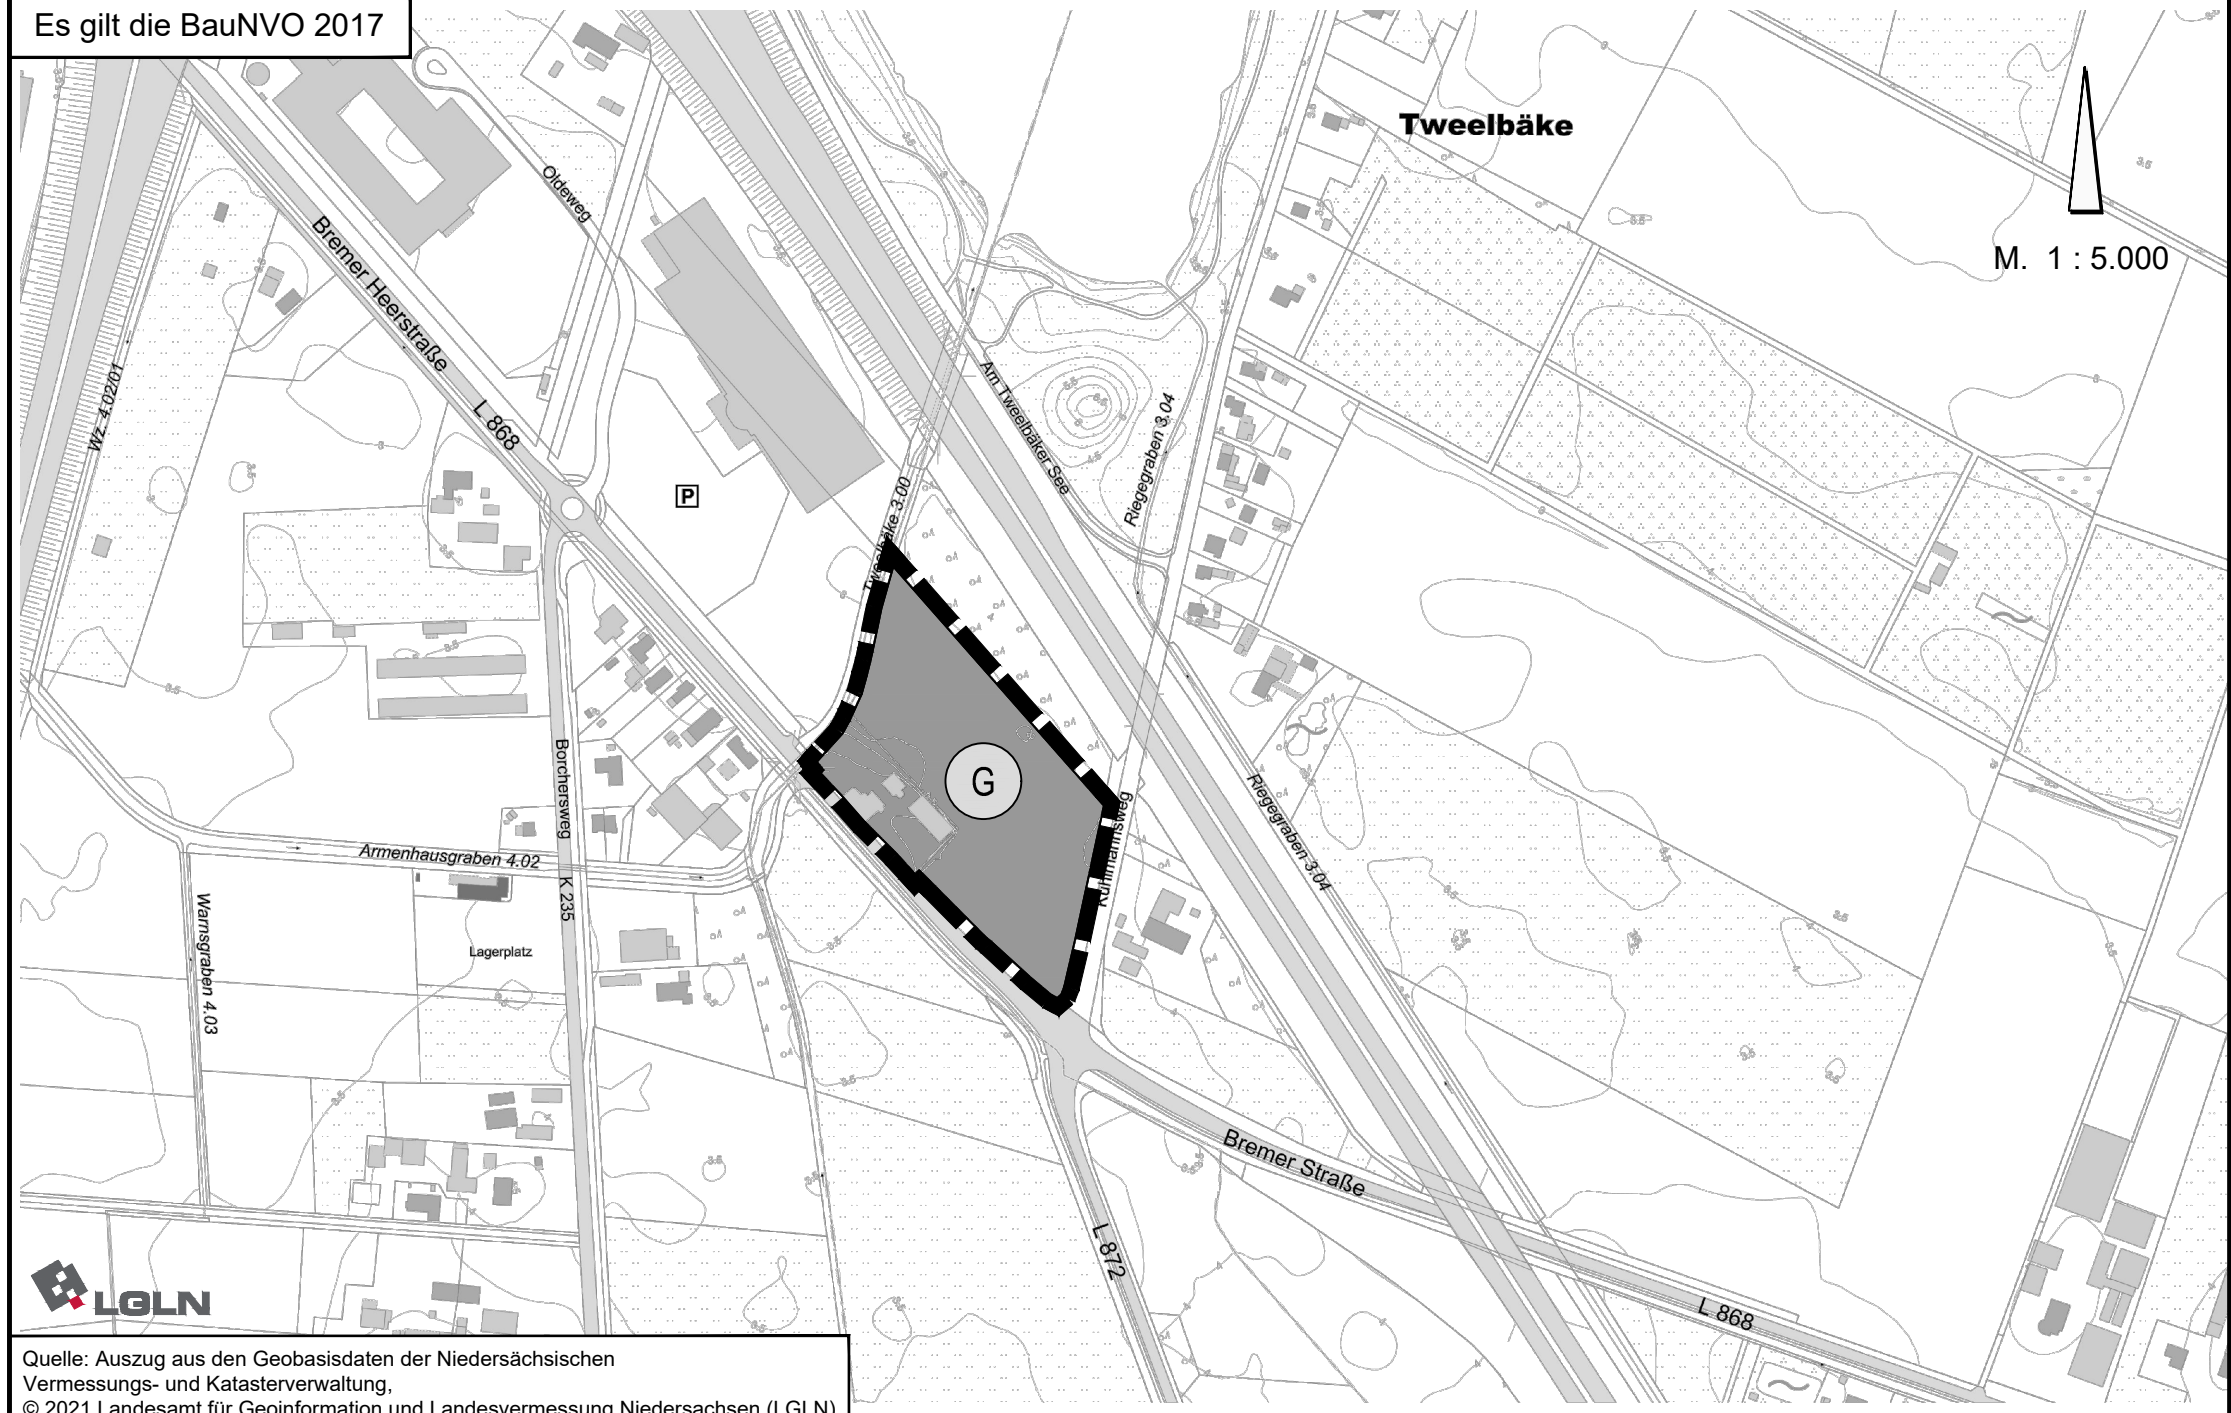 Es gilt die BauNVO 2017
Tweelbäke
M. 1 : 5.000
Oldeweg
Bremer Heerstraße
L 868
Wz. 4.02/01
Am Tweelbäker See
Riegegraben 3.04
P
Tweelbäke 3.00
G
Kuhlmannsweg
Riegegraben 3.04
Borchersweg
K 235
Armenhausgraben 4.02
Warnsgraben 4.03
Lagerplatz
Bremer Straße
L 872
L 868
LGLN
Quelle: Auszug aus den Geobasisdaten der Niedersächsischen
Vermessungs- und Katasterverwaltung,
© 2021 Landesamt für Geoinformation und Landesvermessung Niedersachsen (LGLN)